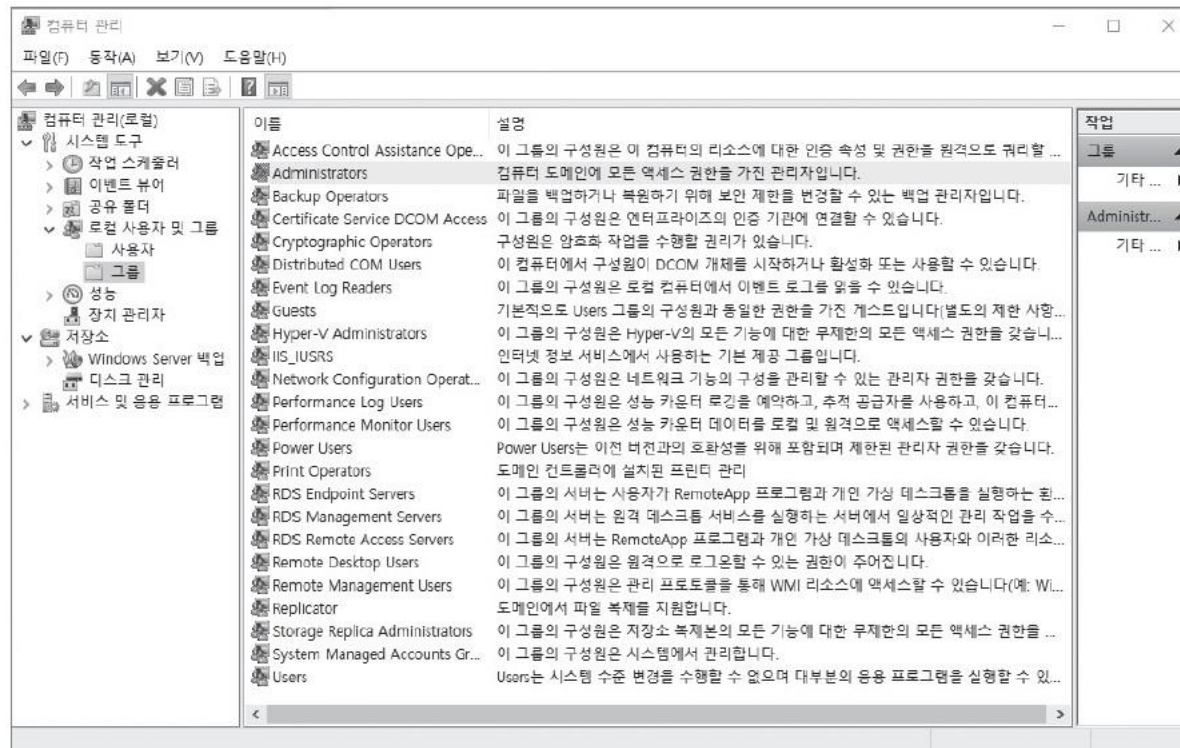 컴퓨터 관리
파일(F) 동작(A) 보기(V) 도움말(H)
컴퓨터 관리(로컬)
시스템 도구
작업 스케줄러
이벤트 뷰어
공유 폴더
로컬 사용자 및 그룹
사용자
그룹
성능
장치 관리자
저장소
Windows Server 백업
디스크 관리
서비스 및 응용 프로그램
이름 설명
Access Control Assistance Ope... 이 그룹의 구성원은 이 컴퓨터의 리소스에 대한 인증 속성 및 권한을 원격으로 쿼리할 ...
Administrators 컴퓨터 도메인에 모든 액세스 권한을 가진 관리자입니다.
Backup Operators 파일을 백업하거나 복원하기 위해 보안 제한을 변경할 수 있는 백업 관리자입니다.
Certificate Service DCOM Access 이 그룹의 구성원은 엔터프라이즈의 인증 기관에 연결할 수 있습니다.
Cryptographic Operators 구성원은 암호화 작업을 수행할 권리가 있습니다.
Distributed COM Users 이 컴퓨터에서 구성원이 DCOM 개체를 시작하거나 활성화 또는 사용할 수 있습니다.
Event Log Readers 이 그룹의 구성원은 로컬 컴퓨터에서 이벤트 로그를 읽을 수 있습니다.
Guests 기본적으로 Users 그룹의 구성원과 동일한 권한을 가진 게스트입니다(별도의 제한 사항...
Hyper-V Administrators 이 그룹의 구성원은 Hyper-V의 모든 기능에 대한 무제한의 모든 액세스 권한을 갖습니...
IIS_IUSRS 인터넷 정보 서비스에서 사용하는 기본 제공 그룹입니다.
Network Configuration Operat... 이 그룹의 구성원은 네트워크 기능의 구성을 관리할 수 있는 관리자 권한을 갖습니다.
Performance Log Users 이 그룹의 구성원은 성능 카운터 로깅을 예약하고, 추적 공급자를 사용하고, 이 컴퓨터...
Performance Monitor Users 이 그룹의 구성원은 성능 카운터 데이터를 로컬 및 원격으로 액세스할 수 있습니다.
Power Users Power Users는 이전 버전과의 호환성을 위해 포함되며 제한된 관리자 권한을 갖습니다.
Print Operators 도메인 컨트롤러에 설치된 프린터 관리
RDS Endpoint Servers 이 그룹의 서버는 사용자가 RemoteApp 프로그램과 개인 가상 데스크톱을 실행하는 환...
RDS Management Servers 이 그룹의 서버는 원격 데스크톱 서비스를 실행하는 서버에서 일상적인 관리 작업을 수...
RDS Remote Access Servers 이 그룹의 서버는 RemoteApp 프로그램과 개인 가상 데스크톱의 사용자와 이러한 리소...
Remote Desktop Users 이 그룹의 구성원은 원격으로 로그온할 수 있는 권한이 주어집니다.
Remote Management Users 이 그룹의 구성원은 관리 프로토콜을 통해 WMI 리소스에 액세스할 수 있습니다(예: Wi...
Replicator 도메인에서 파일 복제를 지원합니다.
Storage Replica Administrators 이 그룹의 구성원은 저장소 복제본의 모든 기능에 대한 무제한의 모든 액세스 권한을 ...
System Managed Accounts Gr... 이 그룹의 구성원은 시스템에서 관리합니다.
Users Users는 시스템 수준 변경을 수행할 수 없으며 대부분의 응용 프로그램을 실행할 수 있...
작업
그룹
기타 ...
Administr...
기타 ...